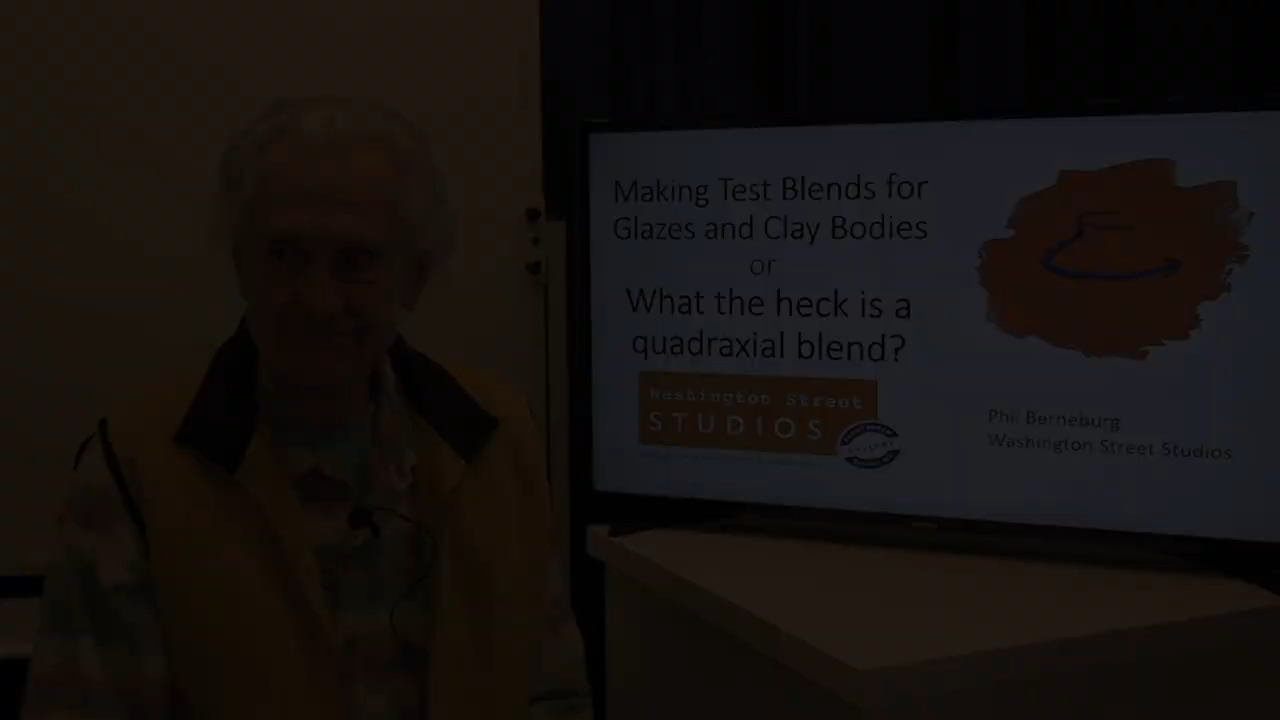 Making Test Blends for
Glazes and Clay Bodies
or
What the heck is a
quadraxial blend?
Washington Street
STUDIOS
Phil Berneburg
Washington Street Studios